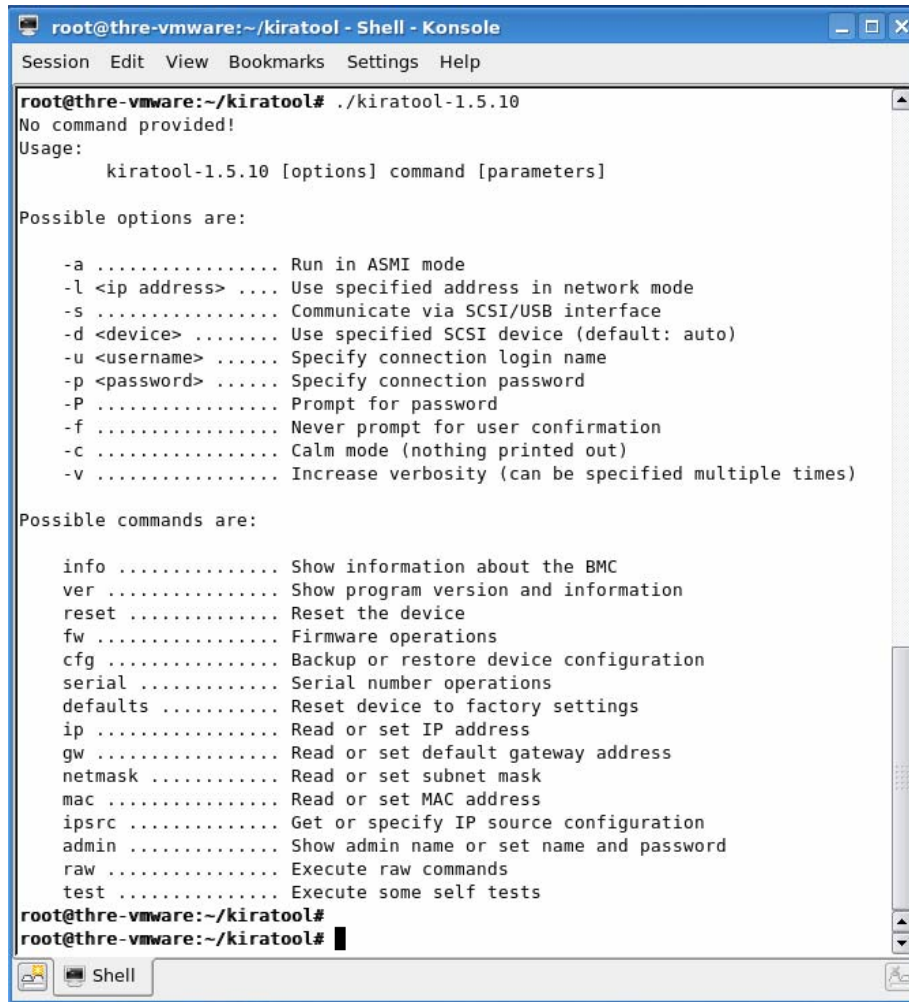 root@thre-vmware:~/kiratool - Shell - Konsole
Session Edit View Bookmarks Settings Help
root@thre-vmware:~/kiratool# ./kiratool-1.5.10
No command provided!
Usage:
        kiratool-1.5.10 [options] command [parameters]

Possible options are:

    -a ................. Run in ASMI mode
    -l <ip address> .... Use specified address in network mode
    -s ................. Communicate via SCSI/USB interface
    -d <device> ........ Use specified SCSI device (default: auto)
    -u <username> ...... Specify connection login name
    -p <password> ...... Specify connection password
    -P ................. Prompt for password
    -f ................. Never prompt for user confirmation
    -c ................. Calm mode (nothing printed out)
    -v ................. Increase verbosity (can be specified multiple times)

Possible commands are:

    info ............... Show information about the BMC
    ver ................ Show program version and information
    reset .............. Reset the device
    fw ................. Firmware operations
    cfg ................ Backup or restore device configuration
    serial ............. Serial number operations
    defaults ........... Reset device to factory settings
    ip ................. Read or set IP address
    gw ................. Read or set default gateway address
    netmask ............ Read or set subnet mask
    mac ................ Read or set MAC address
    ipsrc .............. Get or specify IP source configuration
    admin .............. Show admin name or set name and password
    raw ................ Execute raw commands
    test ............... Execute some self tests
root@thre-vmware:~/kiratool#
root@thre-vmware:~/kiratool#
Shell